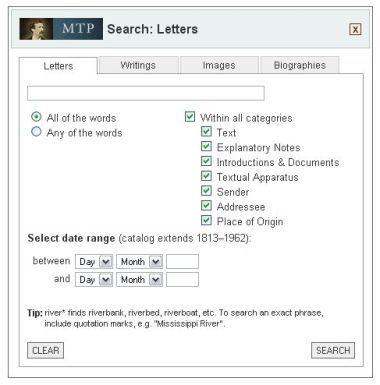 MTP Search: Letters X
Letters Writings Images Biographies
All of the words Within all categories
Any of the words Text
Explanatory Notes
Introductions & Documents
Textual Apparatus
Sender
Addressee
Place of Origin
Select date range (catalog extends 1813–1962):
between Day Month
and Day Month
Tip: river* finds riverbank, riverbed, riverboat, etc. To search an exact phrase,
include quotation marks, e.g. "Mississippi River".
CLEAR SEARCH